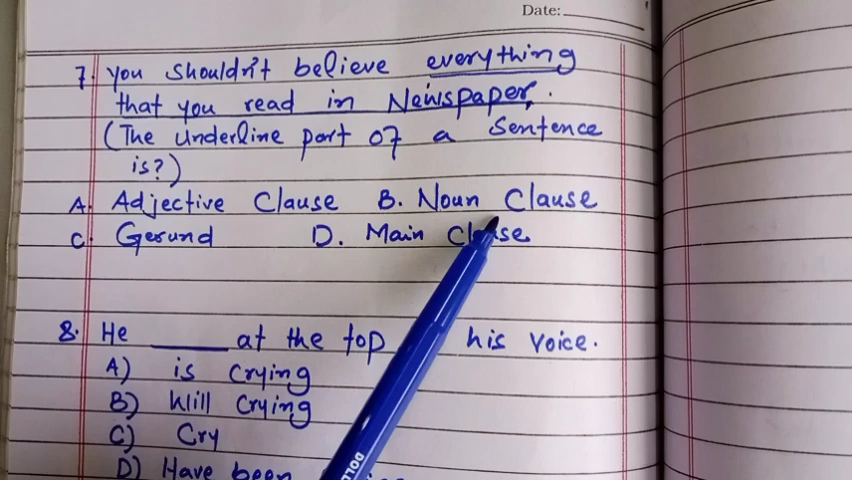 Date:
7. You Shouldn't believe everything
that you read in Newspaper.
(The Underline part of a Sentence
is?)
A. Adjective Clause B. Noun Clause
C. Gerund D. Main Clause
8. He ____ at the top his voice.
A) is Crying
B) Will Crying
C) Cry
D) Have been